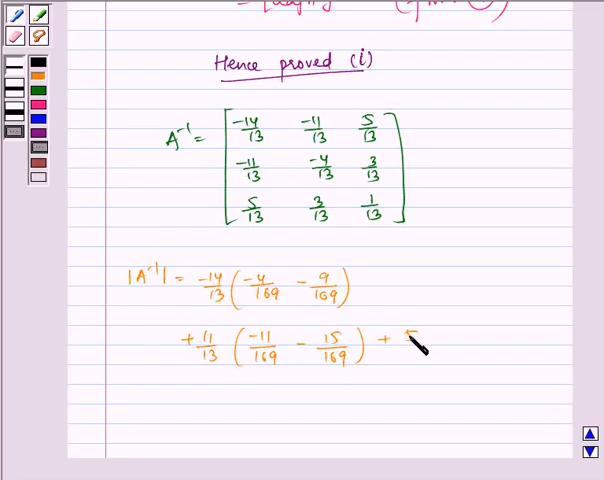 Hence proved (i)
A⁻¹ = [ -14/13 -11/13 5/13
-11/13 -4/13 3/13
5/13 3/13 1/13 ]
|A⁻¹| = -14/13 ( -4/169 - 9/169 )
+ 11/13 ( -11/169 - 15/169 ) + 5